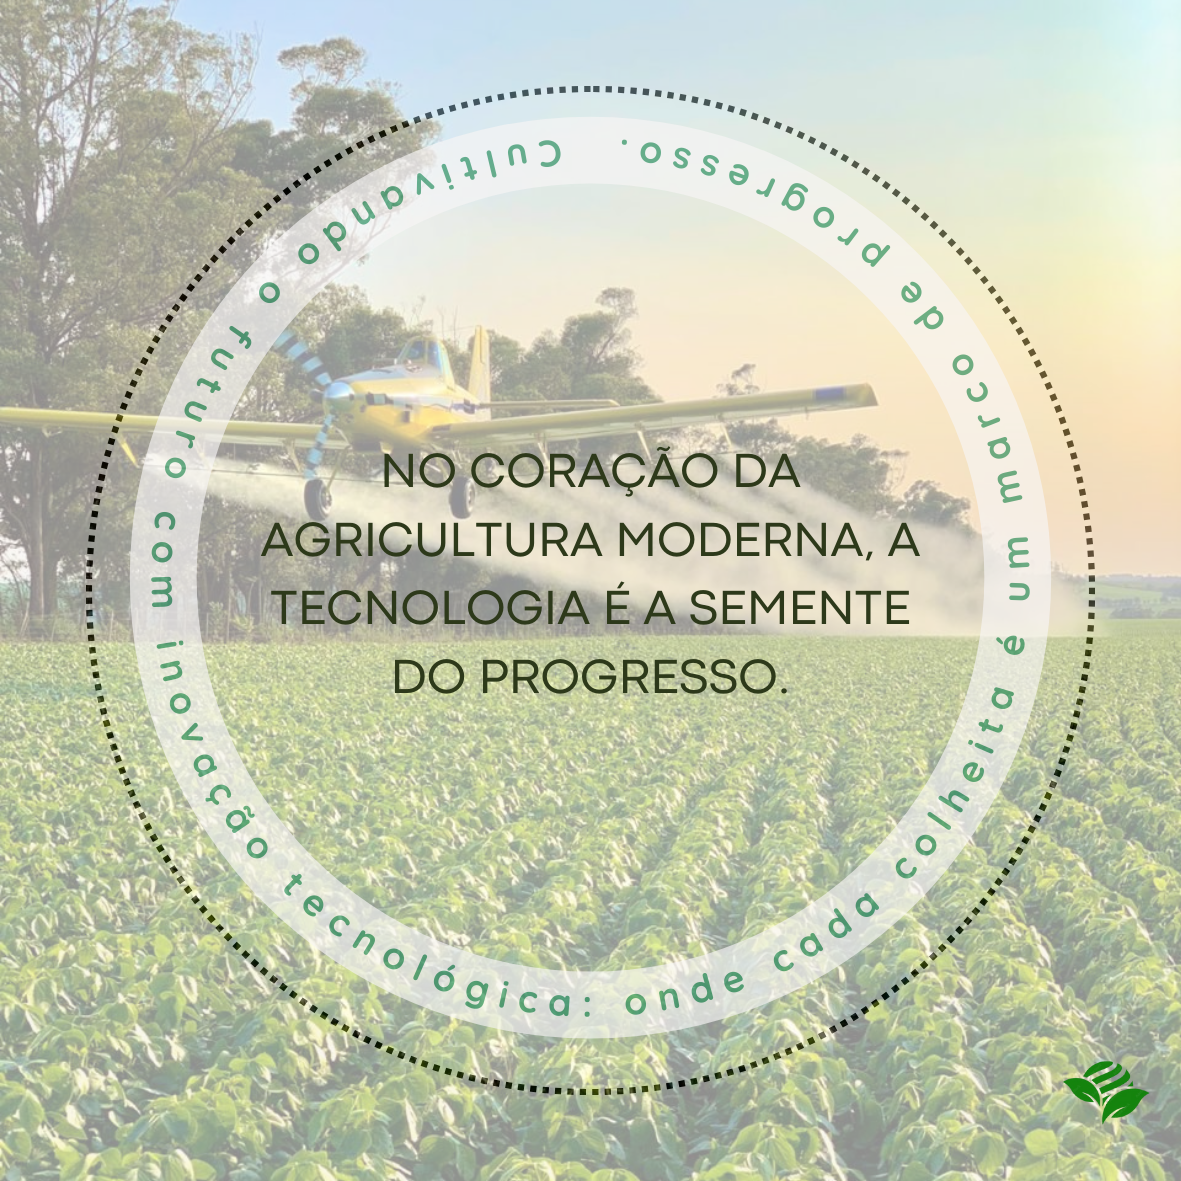 Cultivando o futuro com inovação tecnológica: onde cada colheita é um marco de progresso.
NO CORAÇÃO DA
AGRICULTURA MODERNA, A
TECNOLOGIA É A SEMENTE
DO PROGRESSO.